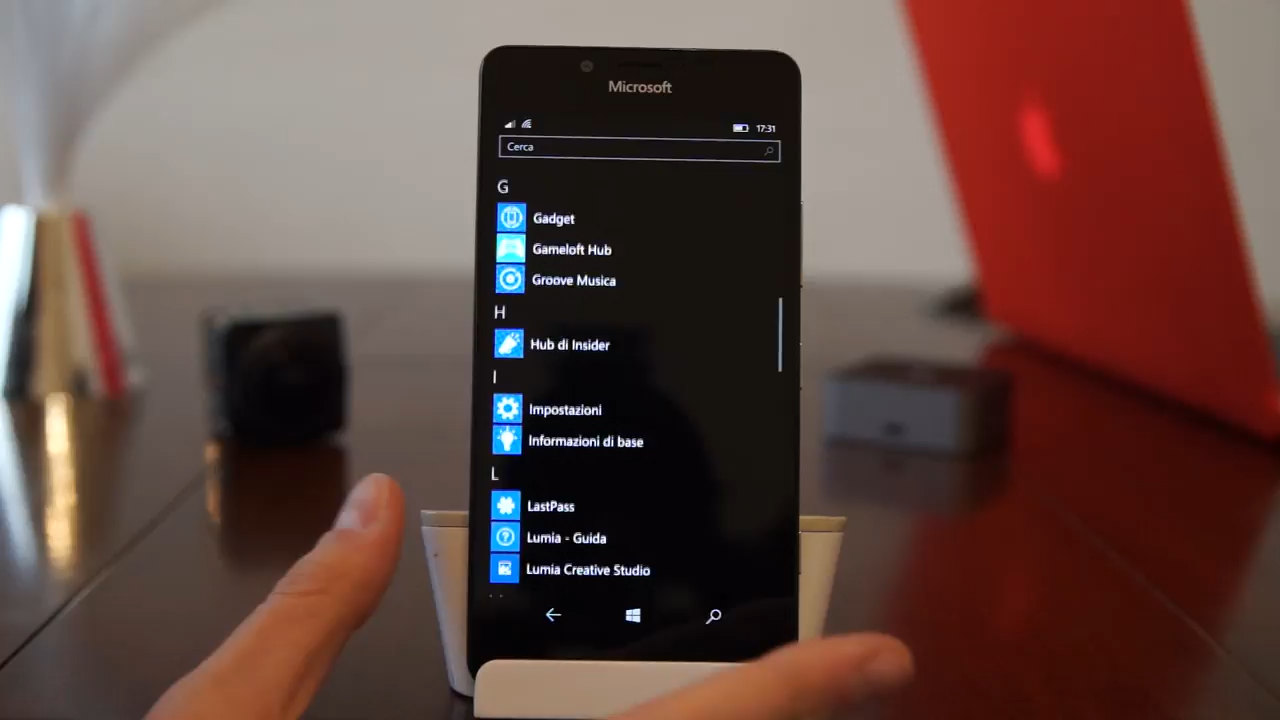 Microsoft
17:31
Cerca
G
Gadget
Gameloft Hub
Groove Musica
H
Hub di Insider
I
Impostazioni
Informazioni di base
L
LastPass
Lumia - Guida
Lumia Creative Studio